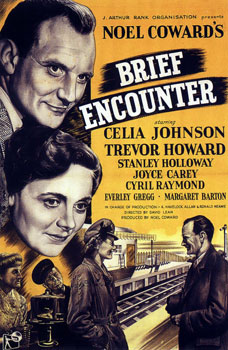 J. ARTHUR RANK ORGANISATION presents
NOEL COWARD'S
BRIEF
ENCOUNTER
starring
CELIA JOHNSON
TREVOR HOWARD
STANLEY HOLLOWAY
JOYCE CAREY
CYRIL RAYMOND
EVERLEY GREGG - MARGARET BARTON
IN CHARGE OF PRODUCTION - A. HAVELOCK ALLAN & RONALD NEAME
DIRECTED BY DAVID LEAN
PRODUCED BY NOEL COWARD